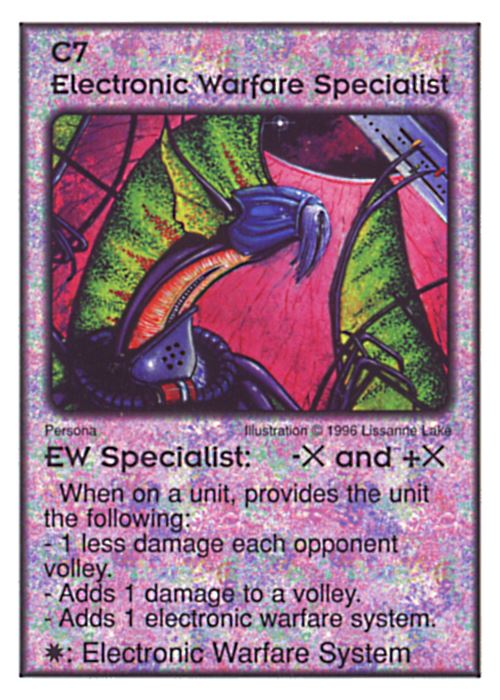 C7
Electronic Warfare Specialist
Persona
Illustration © 1996 Lissanne Lake
EW Specialist: -X and +X
When on a unit, provides the unit
the following:
- 1 less damage each opponent
volley.
- Adds 1 damage to a volley.
- Adds 1 electronic warfare system.
✷: Electronic Warfare System